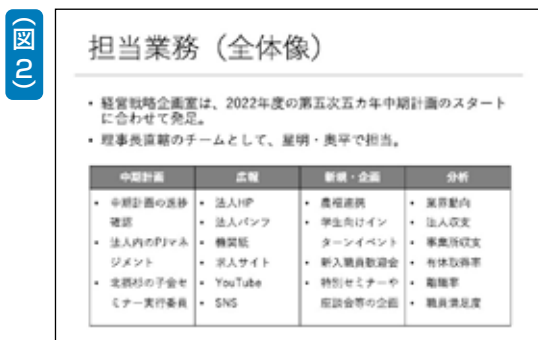 (図2)
担当業務（全体像）
・経営戦略企画室は、2022年度の第五次五カ年中期計画のスタート
に合わせて発足。
・理事長直轄のチームとして、星明・奥平で担当。
中期計画
広報
新規・企画
分析
・中期計画の進捗
確認
・法人内のPJマネ
ジメント
・北摂杉の子会セ
ミナー実行委員
・法人HP
・法人パンフ
・機関紙
・求人サイト
・YouTube
・SNS
・農福連携
・学生向けイン
ターンイベント
・新入職員歓迎会
・特別セミナーや
座談会等の企画
・業界動向
・法人収支
・事業所収支
・有休取得率
・離職率
・職員満足度